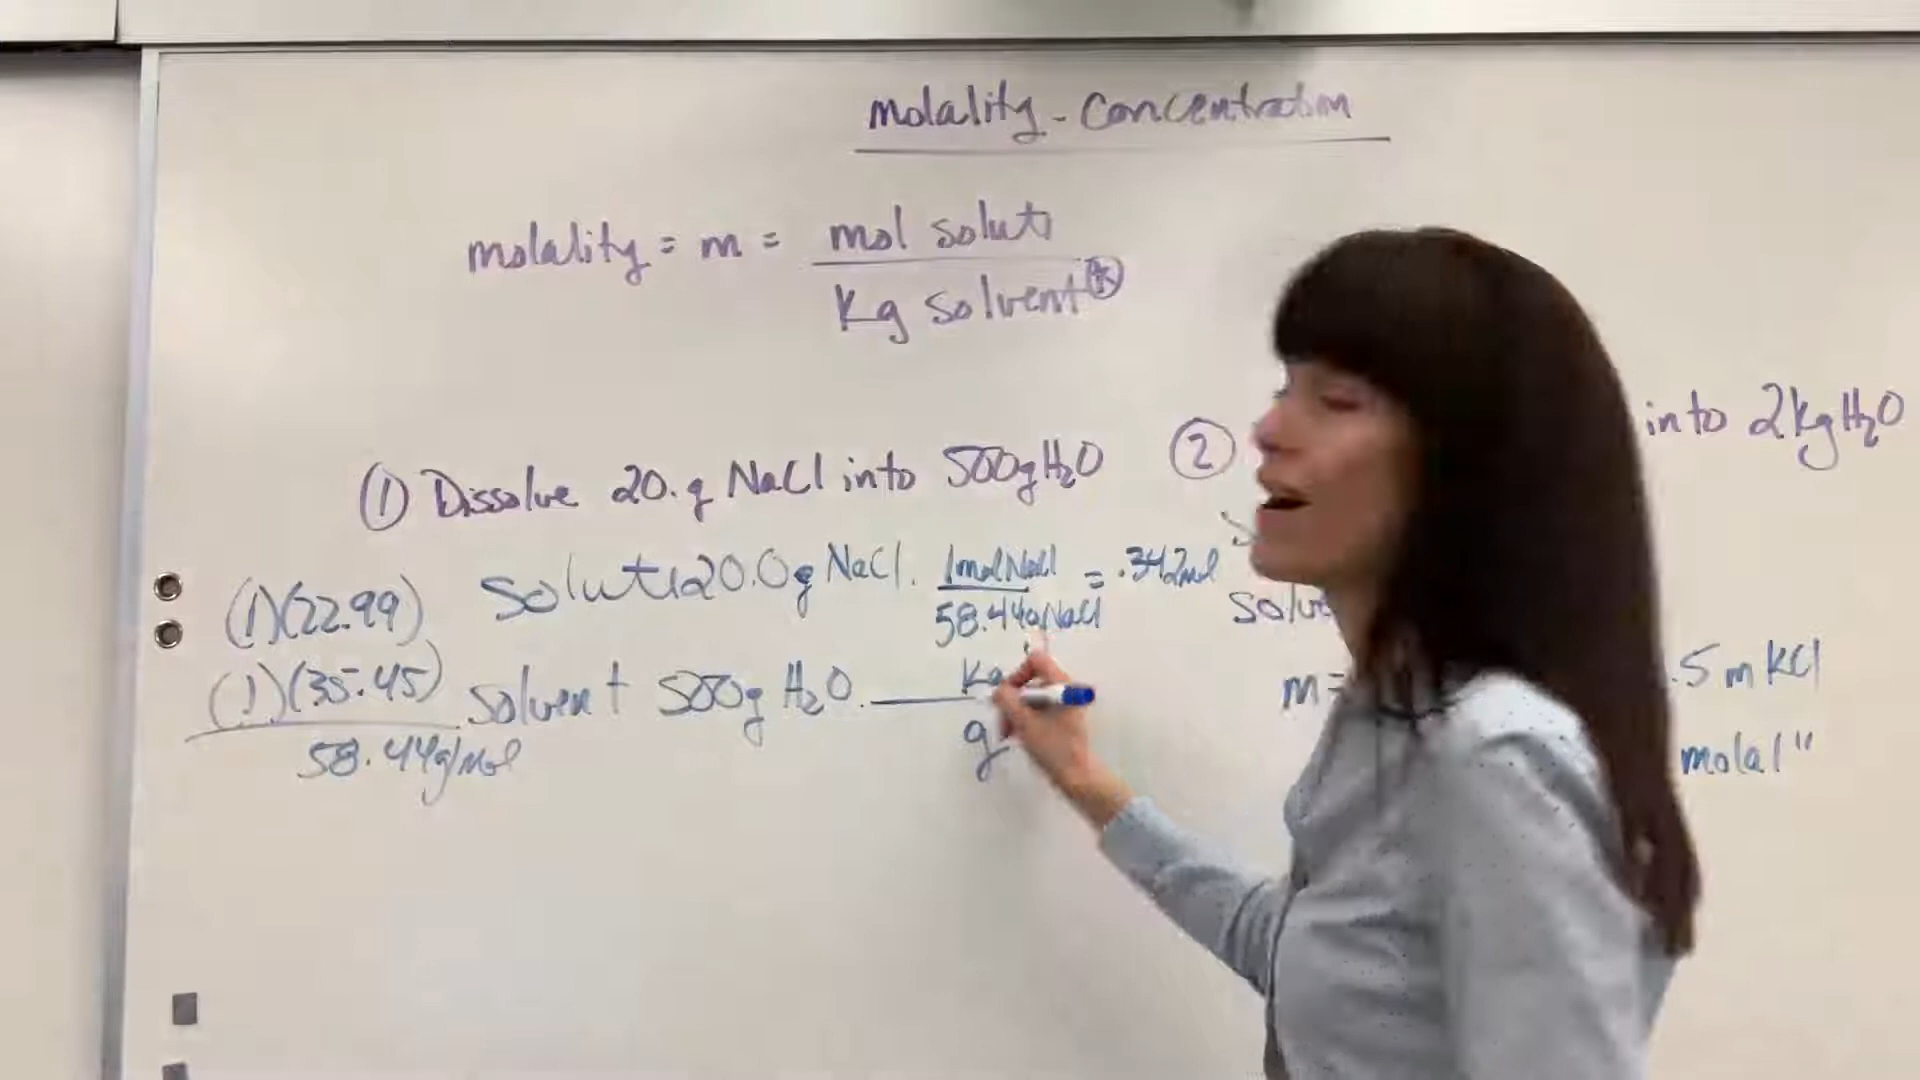 molality - concentration
molality = m = mol solute
kg solvent *
① Dissolve 20. g NaCl into 500g H2O
② into 2kg H2O
(1)(22.99) solute 20.0g NaCl . 1mol NaCl = .342mol
58.44g NaCl
(1)(35.45) solvent 500g H2O . kg
g
58.44g/mol
m= .5 m KCl
molal"